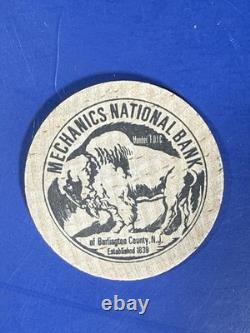 MECHANICS NATIONAL BANK
Member F.D.I.C
of Burlington County, N.J.
Established 1839